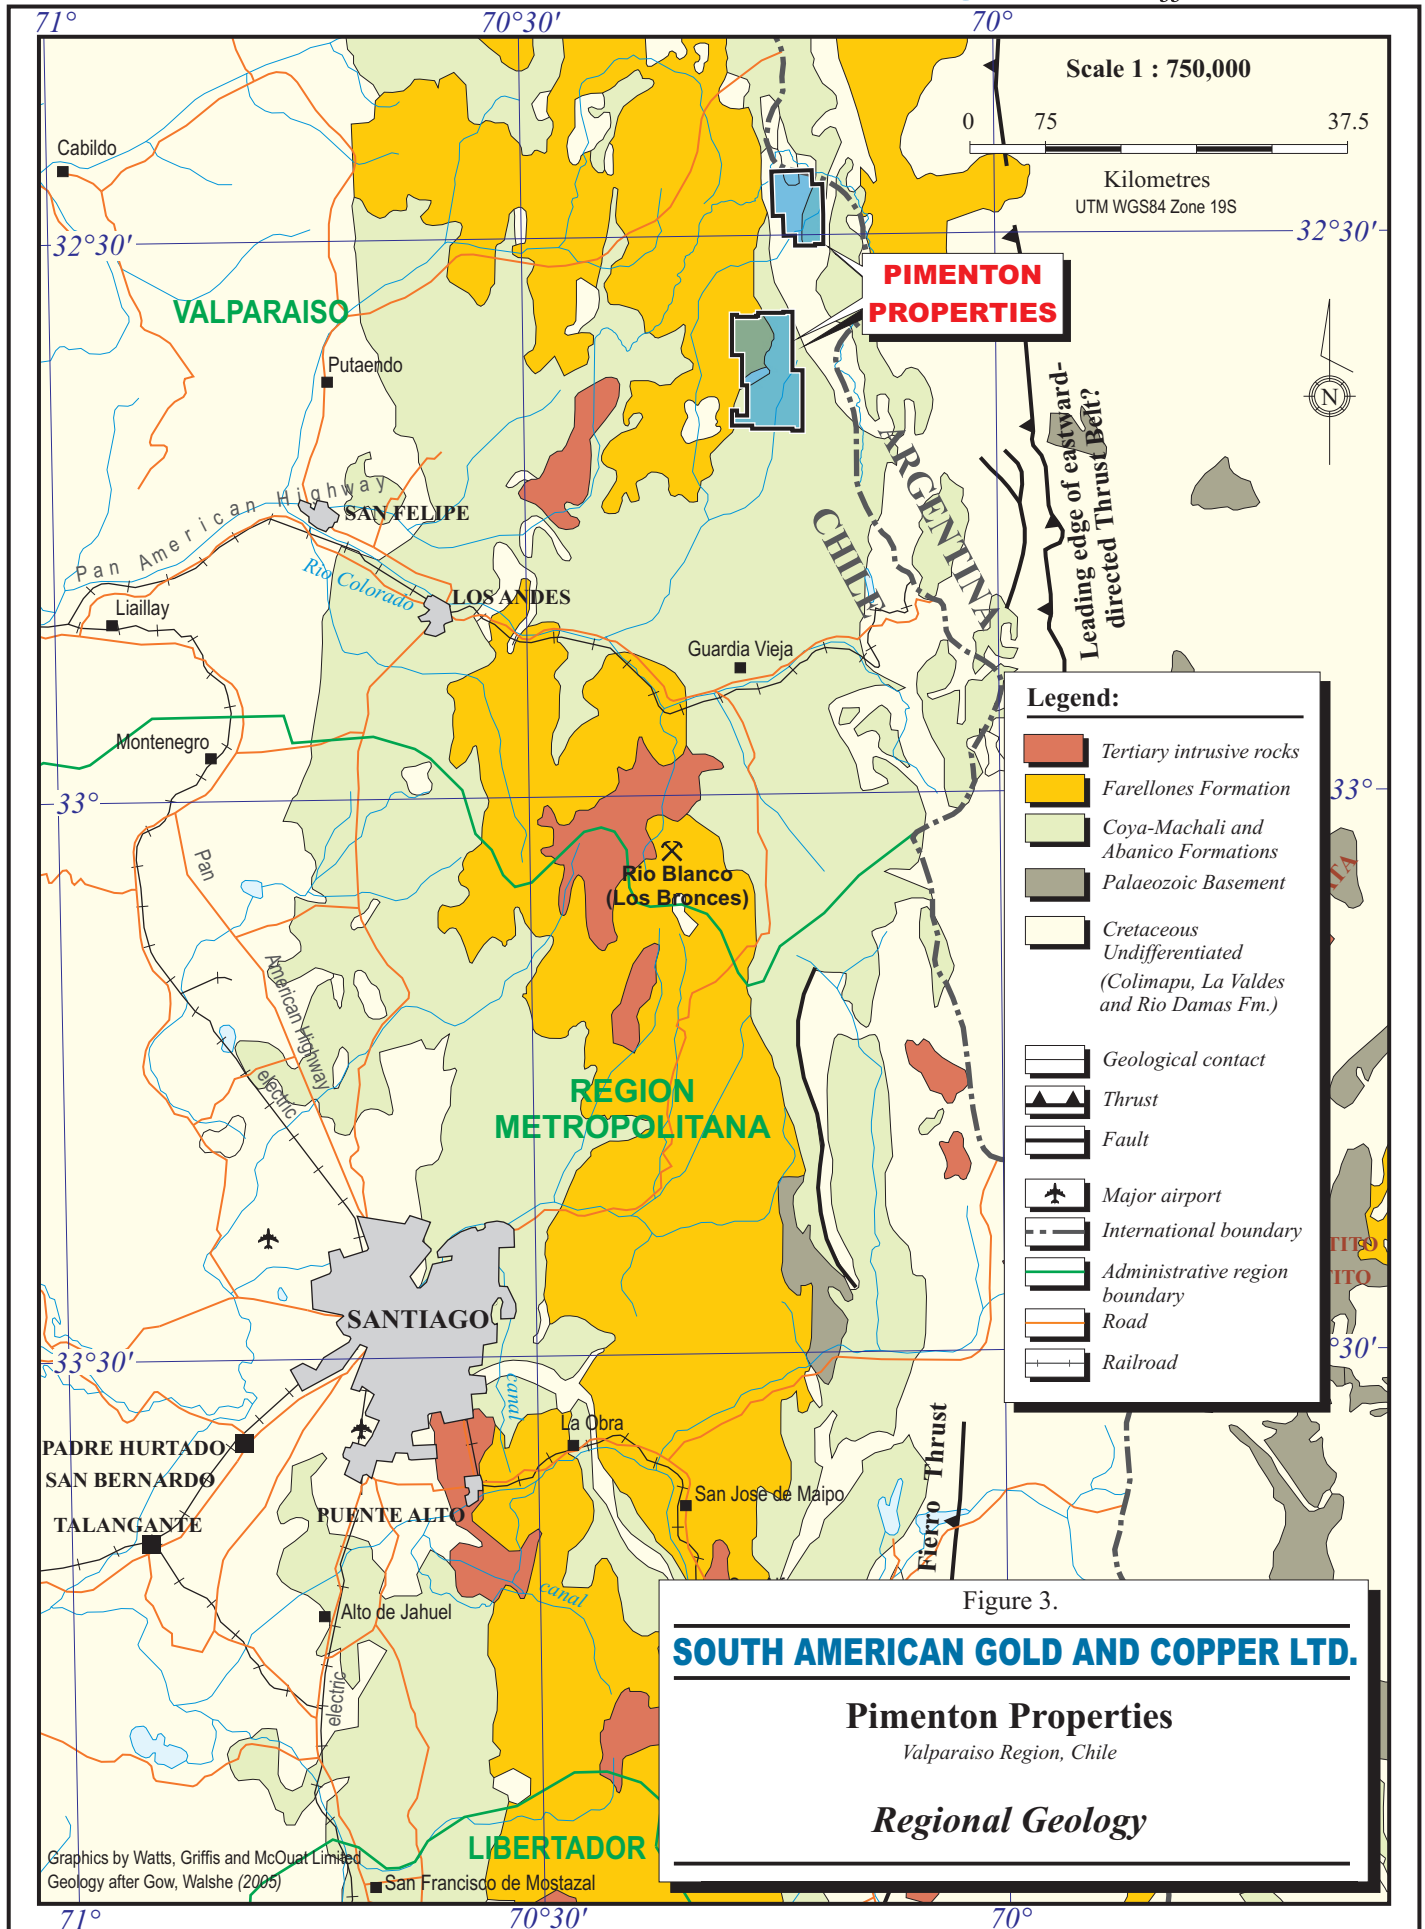 71°
70°30'
70°
Scale 1 : 750,000
0
75
37.5
Kilometres
UTM WGS84 Zone 19S
Cabildo
32°30'
32°30'
PIMENTON
PROPERTIES
VALPARAISO
Putaendo
N
Leading edge of eastward-
directed Thrust Belt?
ARGENTINA
CHILE
Pan American Highway
SAN FELIPE
Rio Colorado
LOS ANDES
Liaillay
Guardia Vieja
Montenegro
33°
33°
Legend:
Tertiary intrusive rocks
Farellones Formation
Coya-Machali and
Abanico Formations
Palaeozoic Basement
Cretaceous
Undifferentiated
(Colimapu, La Valdes
and Rio Damas Fm.)
Geological contact
Thrust
Fault
Major airport
International boundary
Administrative region
boundary
Road
Railroad
Rio Blanco
(Los Bronces)
Pan
American Highway
electric
ATA
REGION
METROPOLITANA
TITO
TITO
SANTIAGO
33°30'
30'
canal
La Obra
PADRE HURTADO
SAN BERNARDO
PUENTE ALTO
TALANGANTE
San Jose de Maipo
Fierro Thrust
canal
Alto de Jahuel
electric
Figure 3.
SOUTH AMERICAN GOLD AND COPPER LTD.
Pimenton Properties
Valparaiso Region, Chile
Regional Geology
LIBERTADOR
Graphics by Watts, Griffis and McOuat Limited
Geology after Gow, Walshe (2005)
San Francisco de Mostazal
71°
70°30'
70°